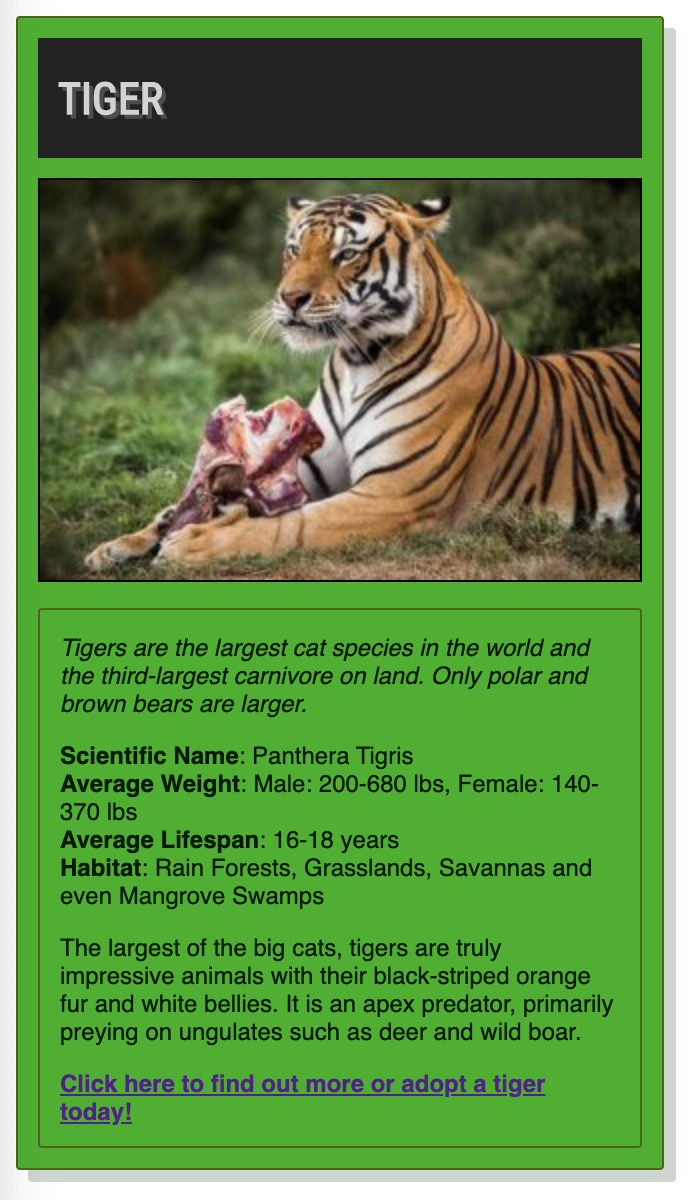 TIGER
Tigers are the largest cat species in the world and
the third-largest carnivore on land. Only polar and
brown bears are larger.
Scientific Name: Panthera Tigris
Average Weight: Male: 200-680 lbs, Female: 140-
370 lbs
Average Lifespan: 16-18 years
Habitat: Rain Forests, Grasslands, Savannas and
even Mangrove Swamps
The largest of the big cats, tigers are truly
impressive animals with their black-striped orange
fur and white bellies. It is an apex predator, primarily
preying on ungulates such as deer and wild boar.
Click here to find out more or adopt a tiger
today!